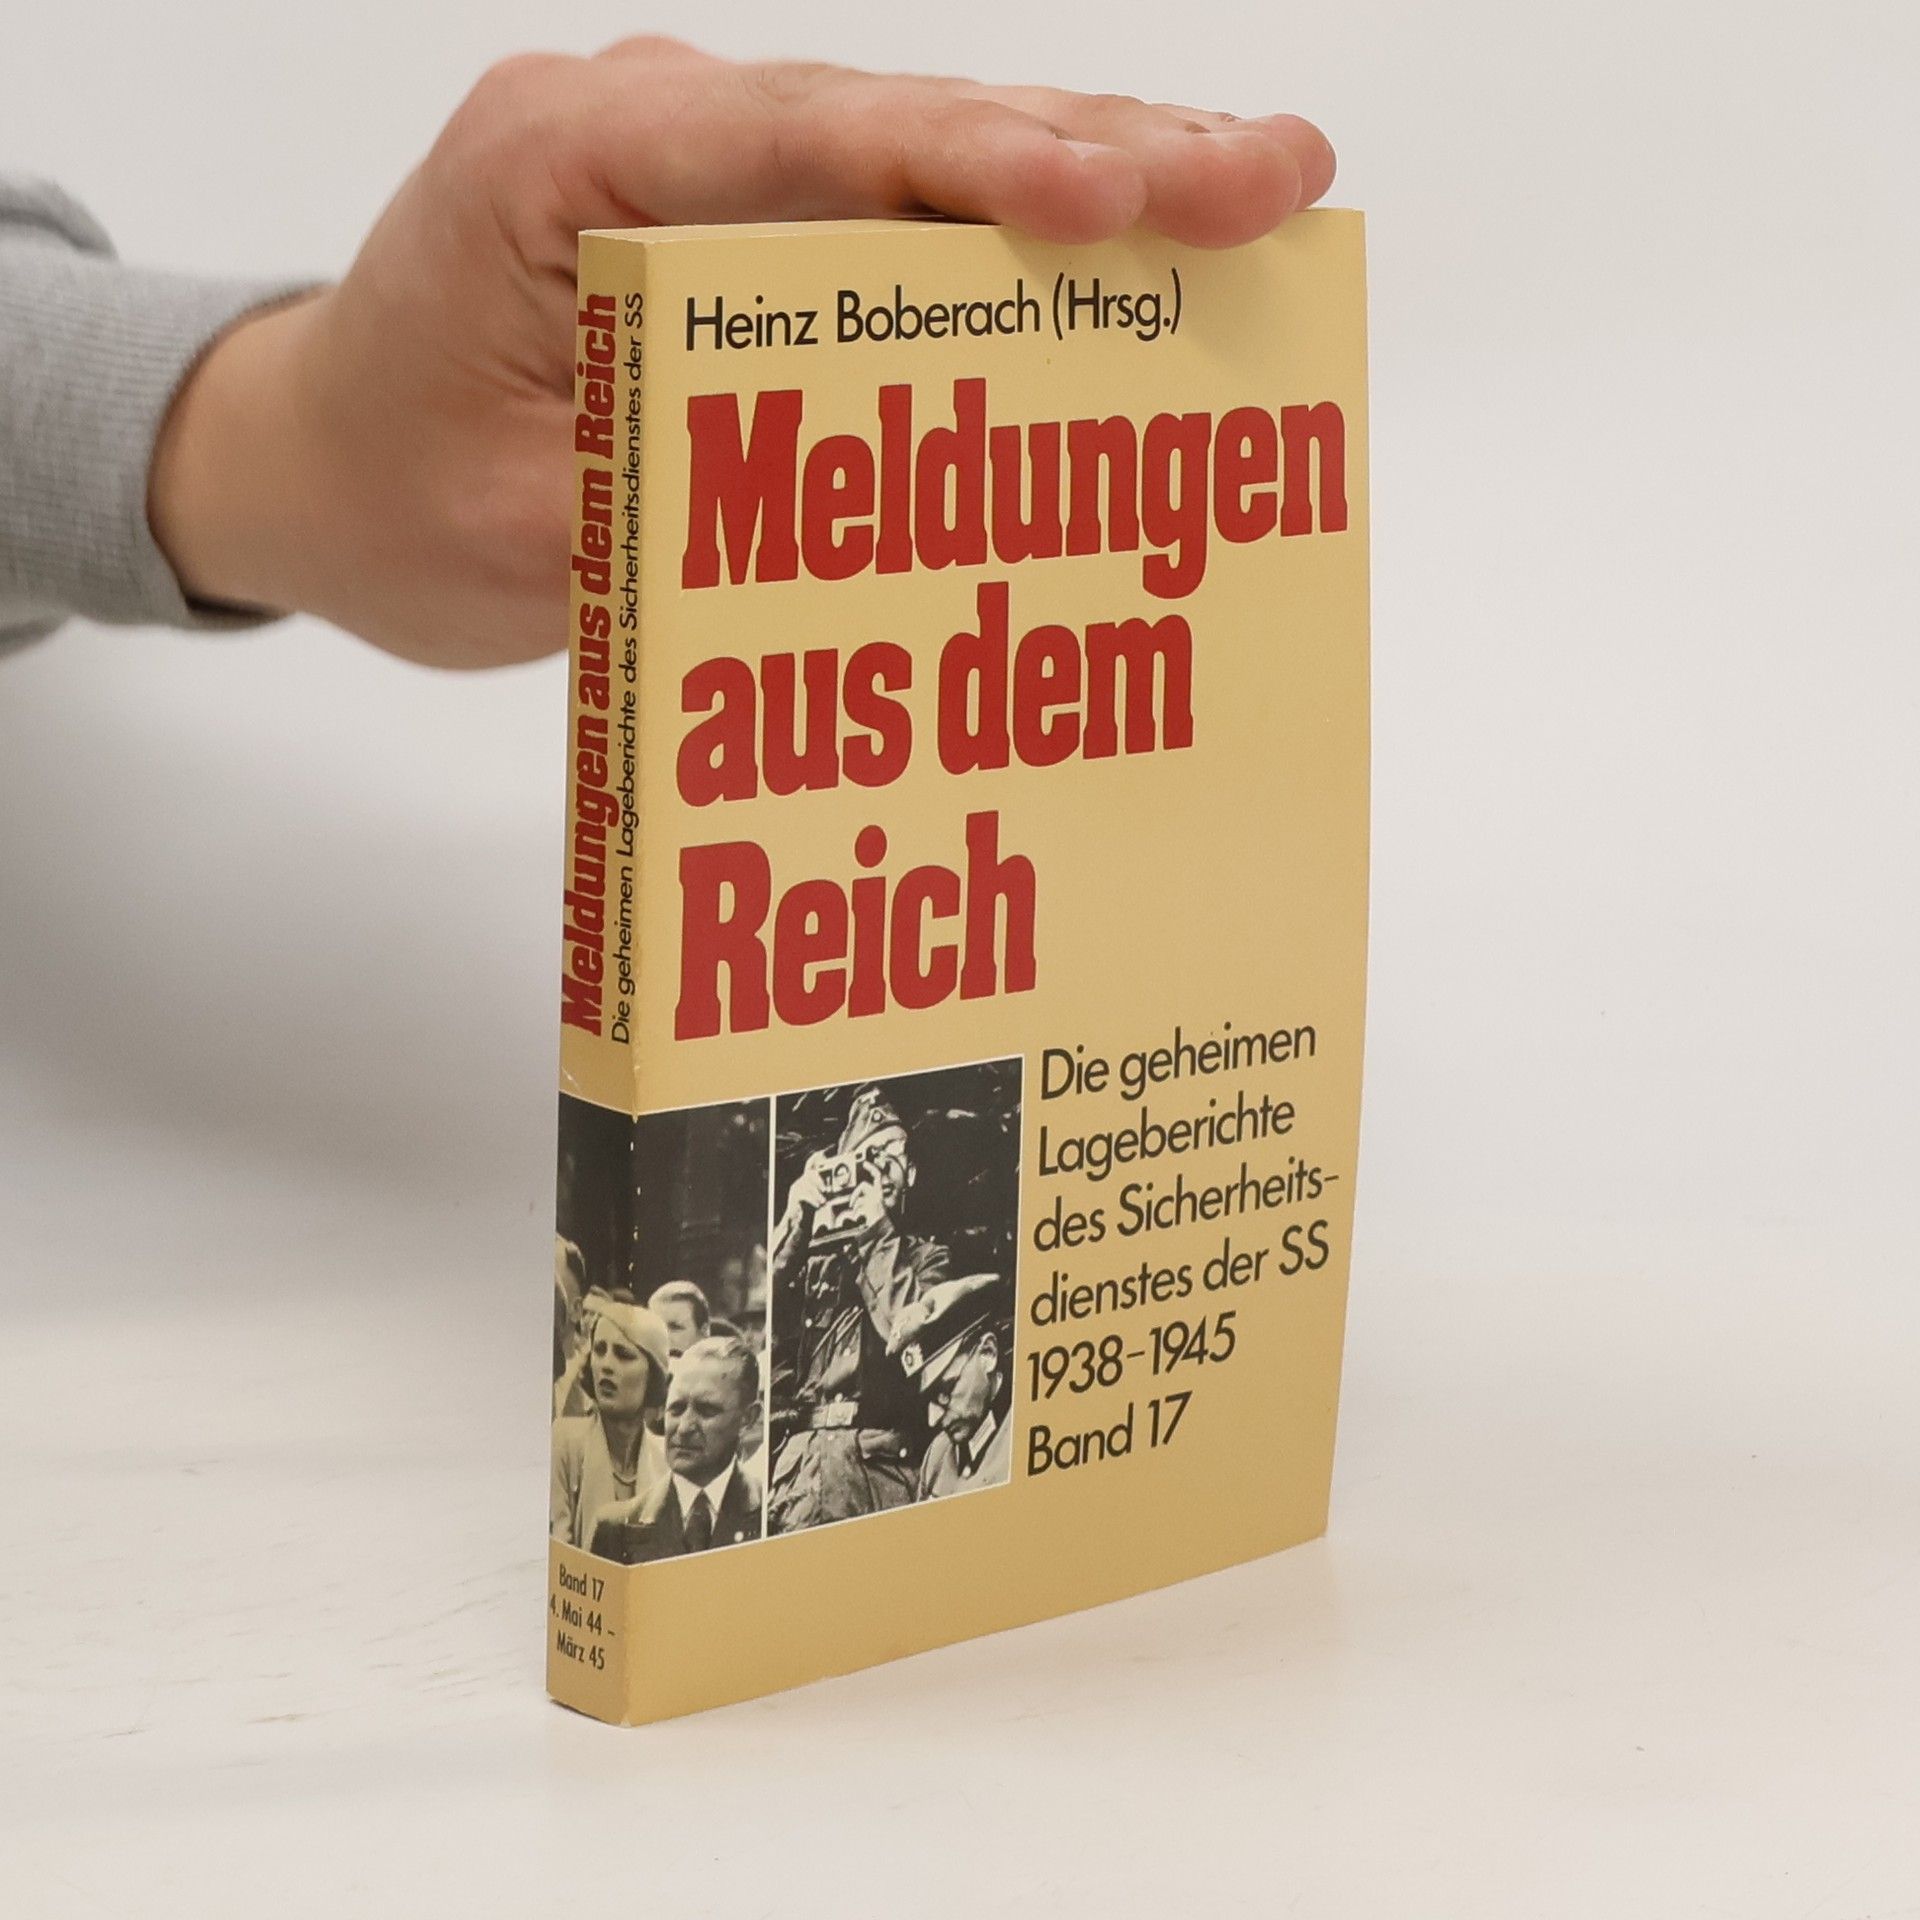 Heinz Boberach (Hrsg.)
Meldungen
aus dem
Reich
Die geheimen
Lageberichte
des Sicherheits-
dienstes der SS
1938-1945
Band 17
Meldungen aus dem Reich
Die geheimen Lageberichte des Sicherheitsdienstes der SS
Band 17
4. Mai 44 -
März 45